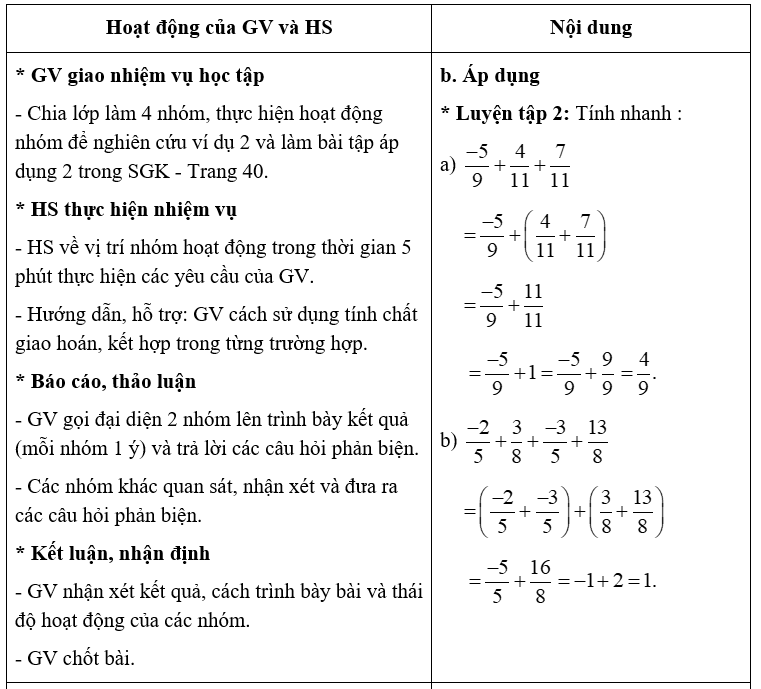 Hoạt động của GV và HS
Nội dung
* GV giao nhiệm vụ học tập
- Chia lớp làm 4 nhóm, thực hiện hoạt động
nhóm để nghiên cứu ví dụ 2 và làm bài tập áp
dụng 2 trong SGK - Trang 40.
* HS thực hiện nhiệm vụ
- HS về vị trí nhóm hoạt động trong thời gian 5
phút thực hiện các yêu cầu của GV.
- Hướng dẫn, hỗ trợ: GV cách sử dụng tính chất
giao hoán, kết hợp trong từng trường hợp.
* Báo cáo, thảo luận
- GV gọi đại diện 2 nhóm lên trình bày kết quả
(mỗi nhóm 1 ý) và trả lời các câu hỏi phản biện.
- Các nhóm khác quan sát, nhận xét và đưa ra
các câu hỏi phản biện.
* Kết luận, nhận định
- GV nhận xét kết quả, cách trình bày bài và thái
độ hoạt động của các nhóm.
- GV chốt bài.
b. Áp dụng
* Luyện tập 2: Tính nhanh :
a) −5/9 + 4/11 + 7/11
= −5/9 + (4/11 + 7/11)
= −5/9 + 11/11
= −5/9 + 1 = −5/9 + 9/9 = 4/9.
b) −2/5 + 3/8 + −3/5 + 13/8
= (−2/5 + −3/5) + (3/8 + 13/8)
= −5/5 + 16/8 = −1 + 2 = 1.